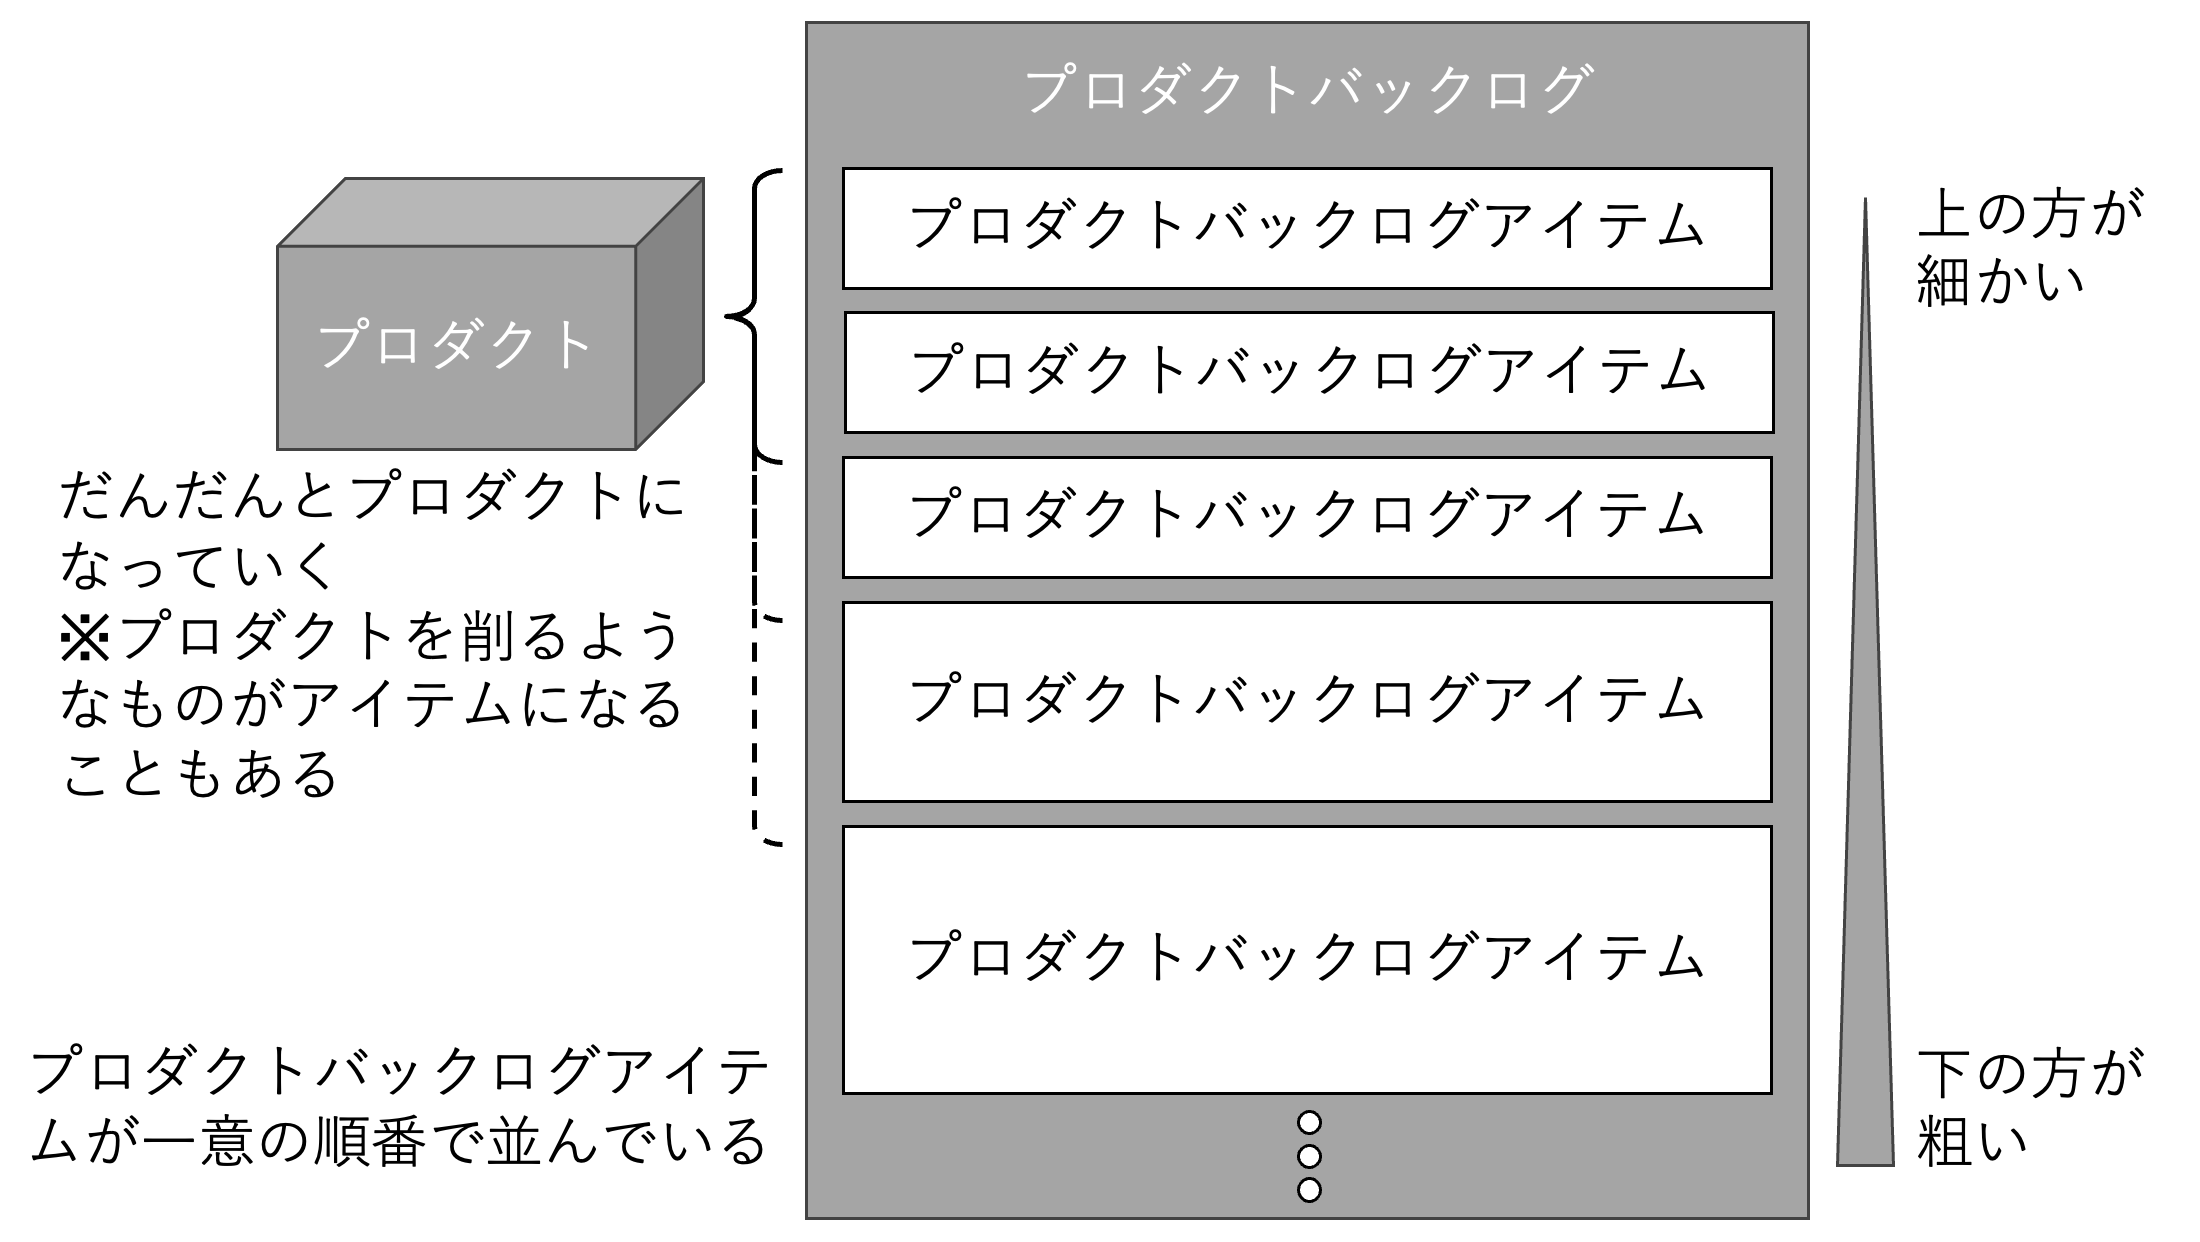 プロダクトバックログ
プロダクトバックログアイテム
プロダクトバックログアイテム
プロダクトバックログアイテム
プロダクトバックログアイテム
プロダクトバックログアイテム
プロダクト
だんだんとプロダクトに
なっていく
※プロダクトを削るよう
なものがアイテムになる
こともある
プロダクトバックログアイテ
ムが一意の順番で並んでいる
上の方が
細かい
下の方が
粗い